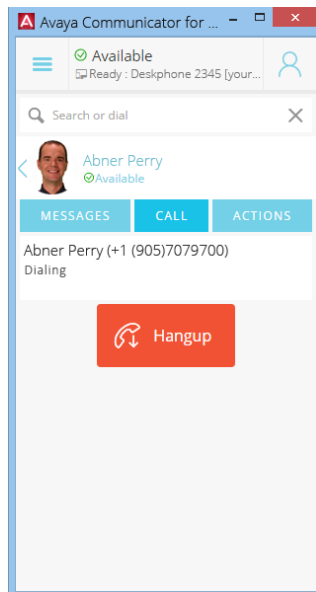 Avaya Communicator for ...
Available
Ready : Deskphone 2345 [your...
Search or dial
Abner Perry
Available
MESSAGES CALL ACTIONS
Abner Perry (+1 (905)7079700)
Dialing
Hangup